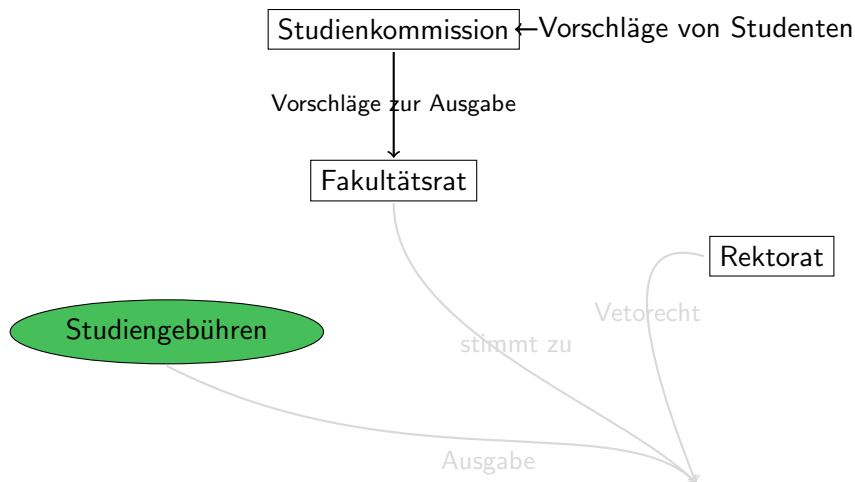 Studienkommission
Vorschläge von Studenten
Vorschläge zur Ausgabe
Fakultätsrat
Rektorat
Vetorecht
Studiengebühren
stimmt zu
Ausgabe